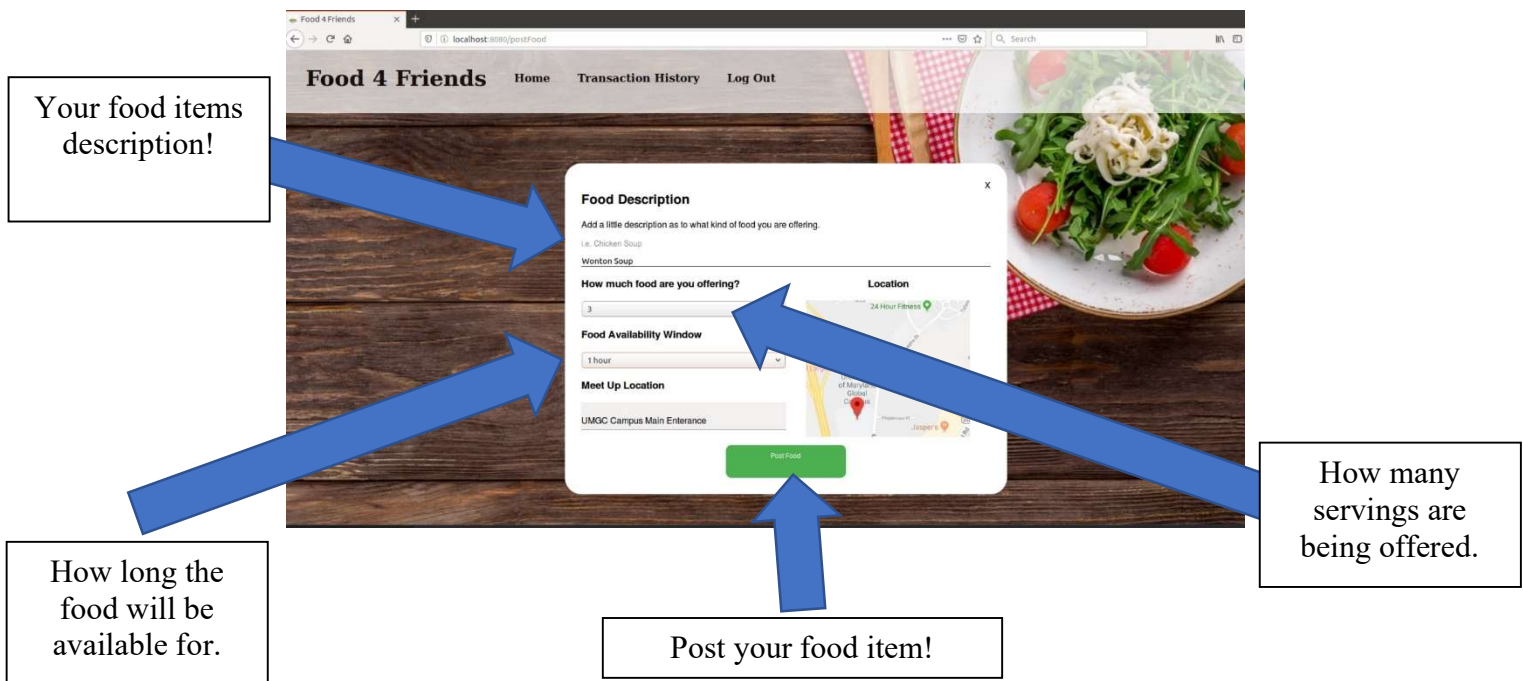 Food 4 Friends
localhost:8080/postFood
Search
Food 4 Friends Home Transaction History Log Out
Your food items
description!
X
Food Description
Add a little description as to what kind of food you are offering.
i.e. Chicken Soup
Wonton Soup
How much food are you offering?
Location
3
24 Hour Fitness
Food Availability Window
1 hour
of Maryland
Global
Meet Up Location
UMGC Campus Main Enterance
Jasper's
Post Food
How many
servings are
being offered.
How long the
food will be
available for.
Post your food item!